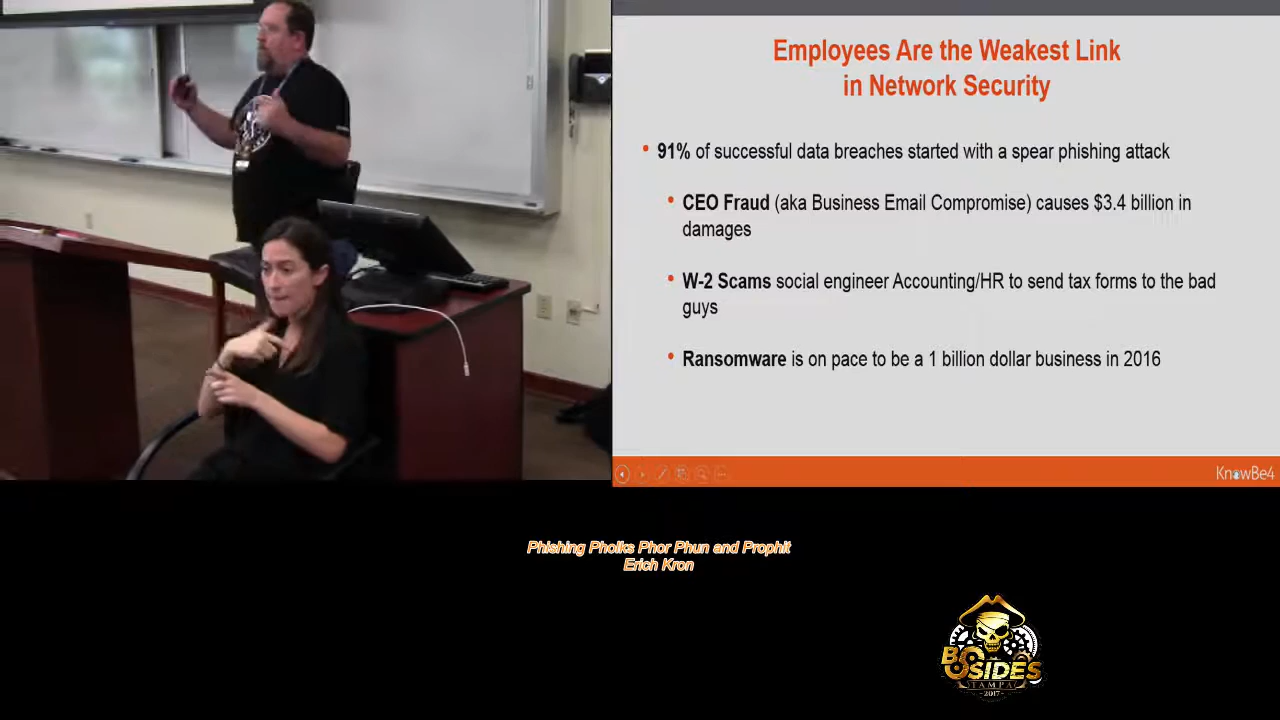 Employees Are the Weakest Link
in Network Security
• 91% of successful data breaches started with a spear phishing attack
• CEO Fraud (aka Business Email Compromise) causes $3.4 billion in
damages
• W-2 Scams social engineer Accounting/HR to send tax forms to the bad
guys
• Ransomware is on pace to be a 1 billion dollar business in 2016
KnowBe4
Phishing Pholks Phor Phun and Prophit
Erich Kron
BSIDES
TAMPA
2017